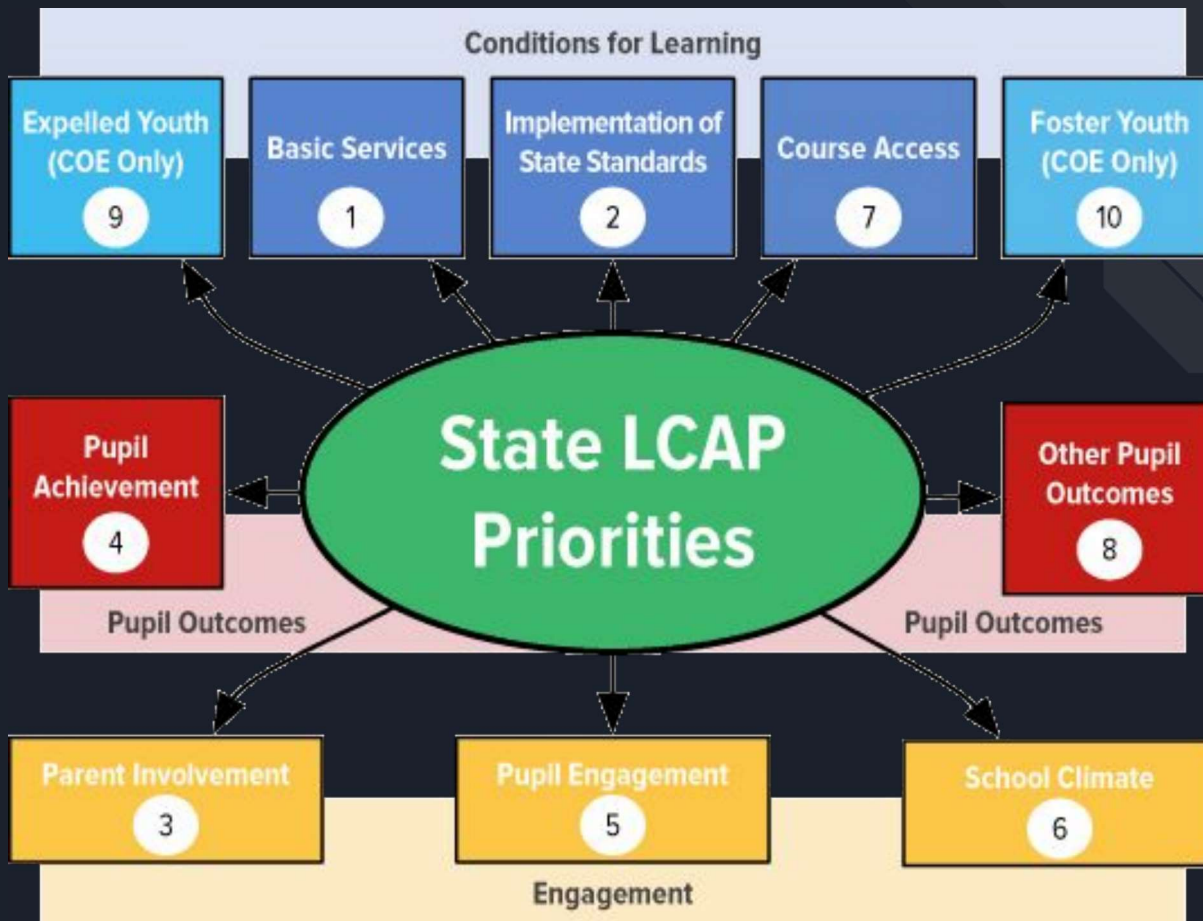 Conditions for Learning
Expelled Youth
(COE Only)
9
Basic Services
1
Implementation of
State Standards
2
Course Access
7
Foster Youth
(COE Only)
10
State LCAP
Priorities
Pupil
Achievement
4
Other Pupil
Outcomes
8
Pupil Outcomes
Pupil Outcomes
Parent Involvement
3
Pupil Engagement
5
School Climate
6
Engagement